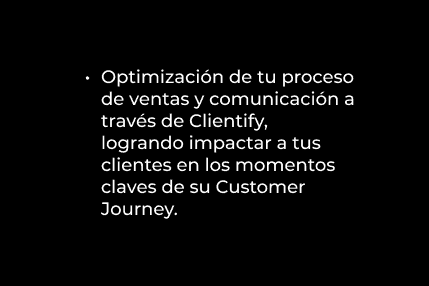 • Optimización de tu proceso
de ventas y comunicación a
través de Clientify,
logrando impactar a tus
clientes en los momentos
claves de su Customer
Journey.